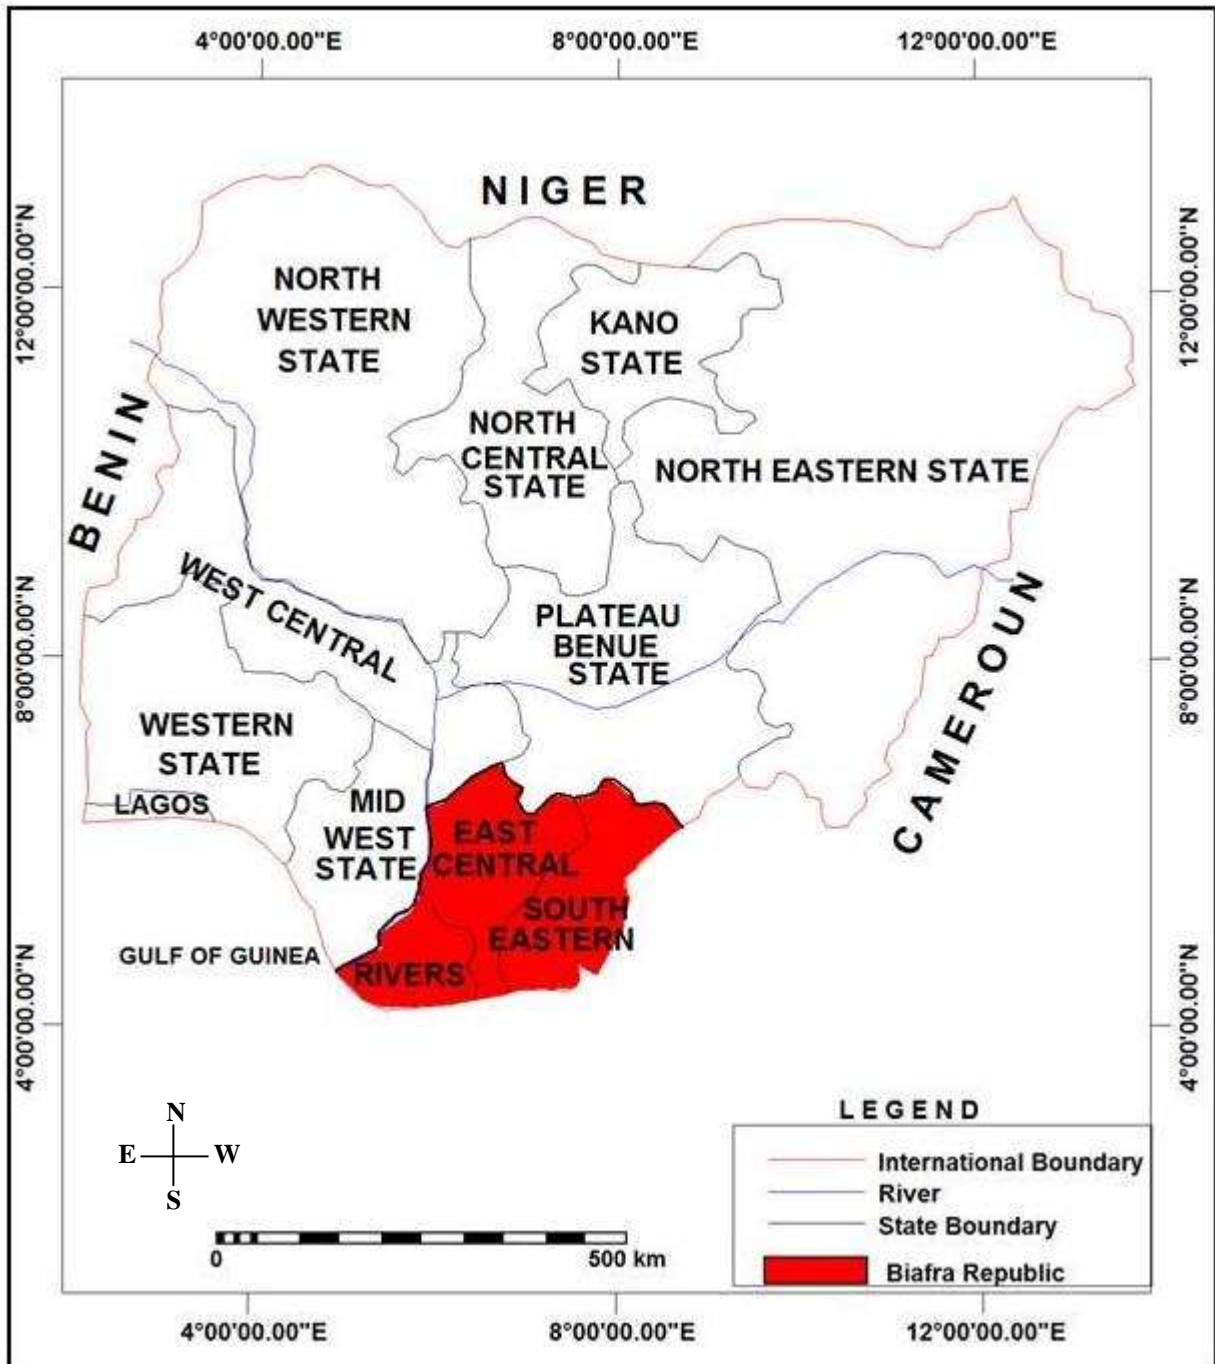 4°00'00.00"E 8°00'00.00"E 12°00'00.00"E
NIGER
12°00'00.00"N
12°00'00.00"N
NORTH
WESTERN
STATE
KANO
STATE
BENIN
NORTH
CENTRAL
STATE
NORTH EASTERN STATE
WEST CENTRAL
PLATEAU
BENUE
STATE
8°00'00.00"N
8°00'00.00"N
CAMEROUN
WESTERN
STATE
LAGOS
MID
WEST
STATE
EAST
CENTRAL
SOUTH
EASTERN
GULF OF GUINEA
RIVERS
4°00'00.00"N
4°00'00.00"N
N
E W
S
0 500 km
LEGEND
International Boundary
River
State Boundary
Biafra Republic
4°00'00.00"E 8°00'00.00"E 12°00'00.00"E